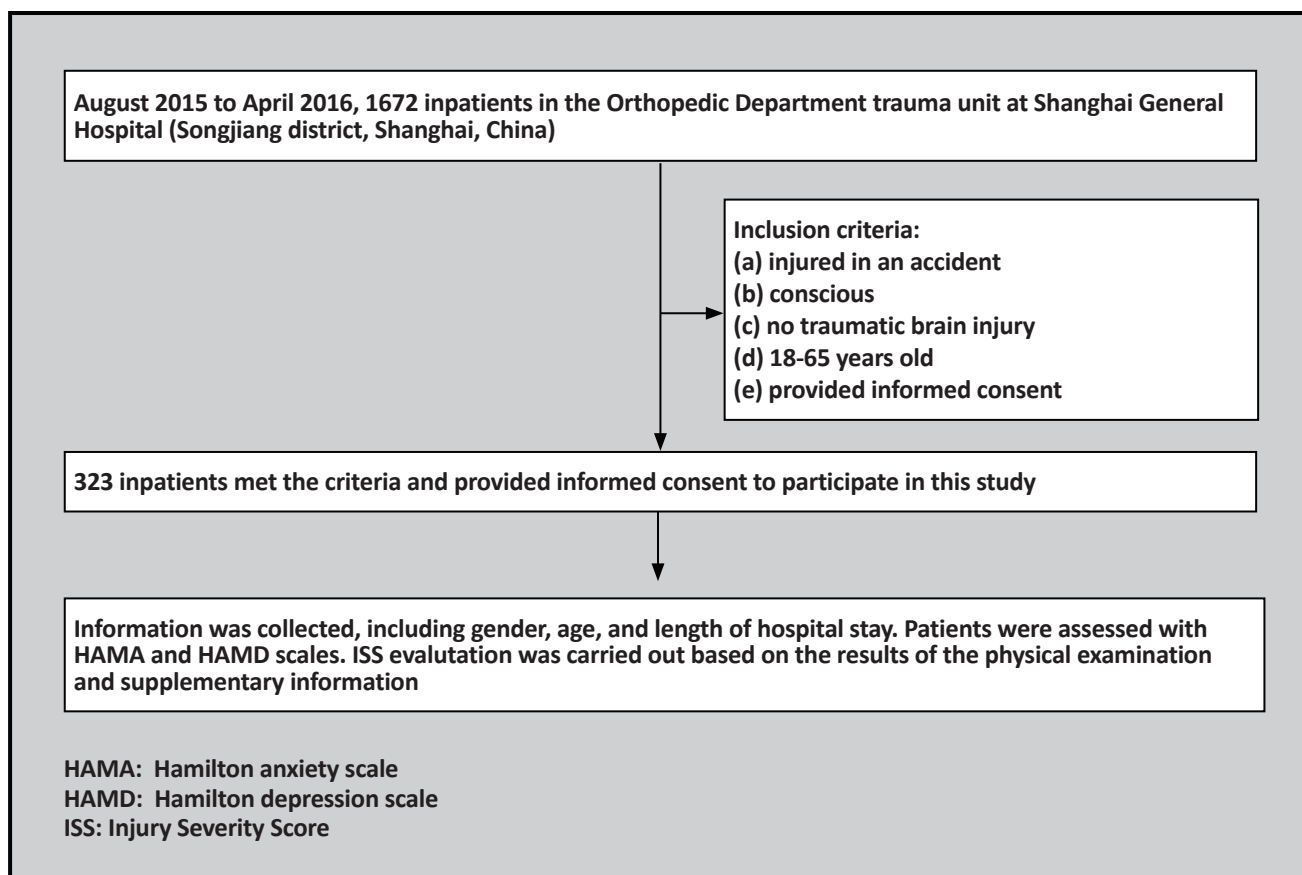 August 2015 to April 2016, 1672 inpatients in the Orthopedic Department trauma unit at Shanghai General
Hospital (Songjiang district, Shanghai, China)
Inclusion criteria:
(a) injured in an accident
(b) conscious
(c) no traumatic brain injury
(d) 18-65 years old
(e) provided informed consent
323 inpatients met the criteria and provided informed consent to participate in this study
Information was collected, including gender, age, and length of hospital stay. Patients were assessed with
HAMA and HAMD scales. ISS evalutation was carried out based on the results of the physical examination
and supplementary information
HAMA:  Hamilton anxiety scale
HAMD:  Hamilton depression scale
ISS: Injury Severity Score